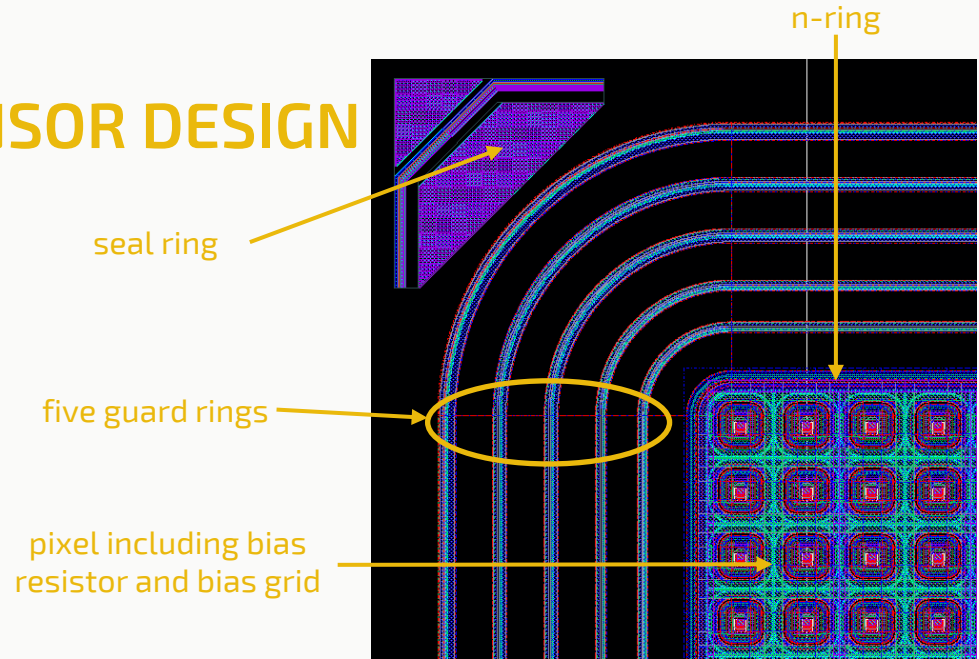 n-ring
NSOR DESIGN
seal ring
five guard rings
pixel including bias
resistor and bias grid